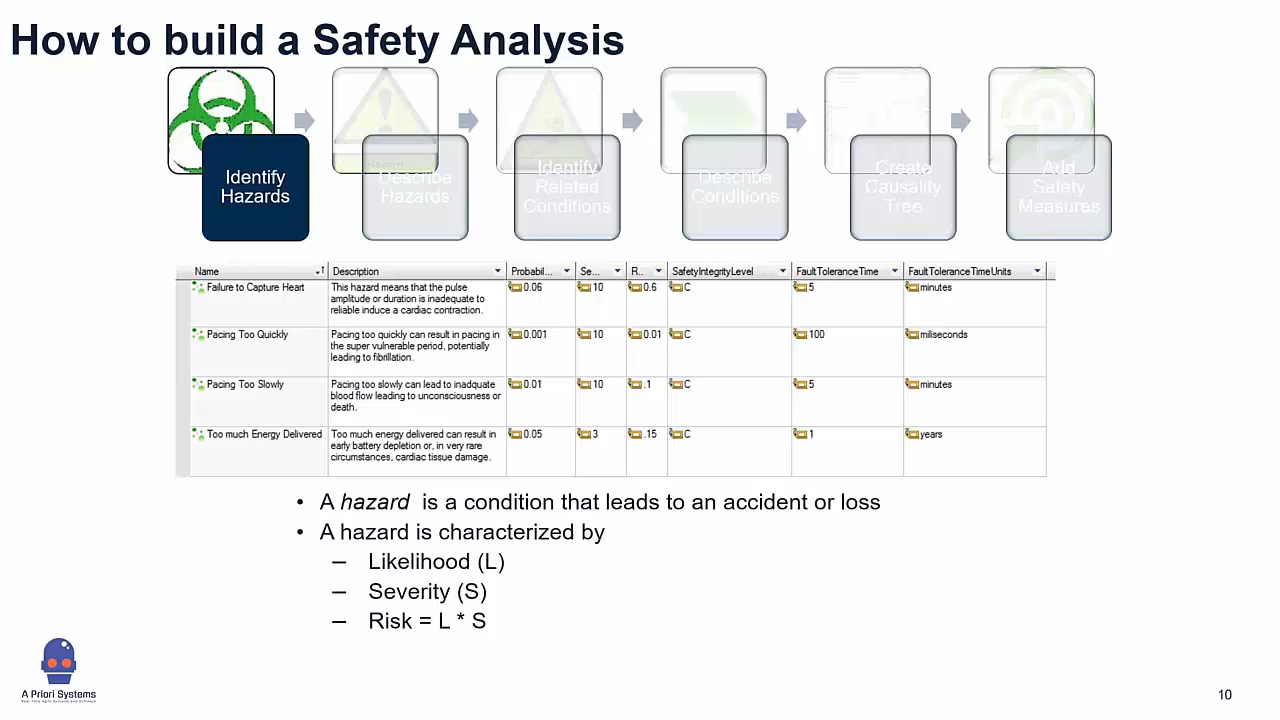 How to build a Safety Analysis
Identify
Hazards
Hazard
Describe
Hazards
Identify
Related
Conditions
Describe
Conditions
Create
Causality
Tree
Add
Safety
Measures
Name Description Probabil... Se... R.. SafetyIntegrityLevel FaultToleranceTime FaultToleranceTimeUnits
Failure to Capture Heart This hazard means that the pulse 0.06 10 0.6 C 5 minutes
amplitude or duration is inadequate to
reliable induce a cardiac contraction.
Pacing Too Quickly Pacing too quickly can result in pacing in 0.001 10 0.01 C 100 miliseconds
the super vulnerable period, potentially
leading to fibrillation.
Pacing Too Slowly Pacing too slowly can lead to inadquate 0.01 10 .1 C 5 minutes
blood flow leading to unconsciousness or
death.
Too much Energy Delivered Too much energy delivered can result in 0.05 3 .15 C 1 years
early battery depletion or, in very rare
circumstances, cardiac tissue damage.
• A hazard is a condition that leads to an accident or loss
• A hazard is characterized by
– Likelihood (L)
– Severity (S)
– Risk = L * S
A Priori Systems
Real-Time Agile Systems and Software
10